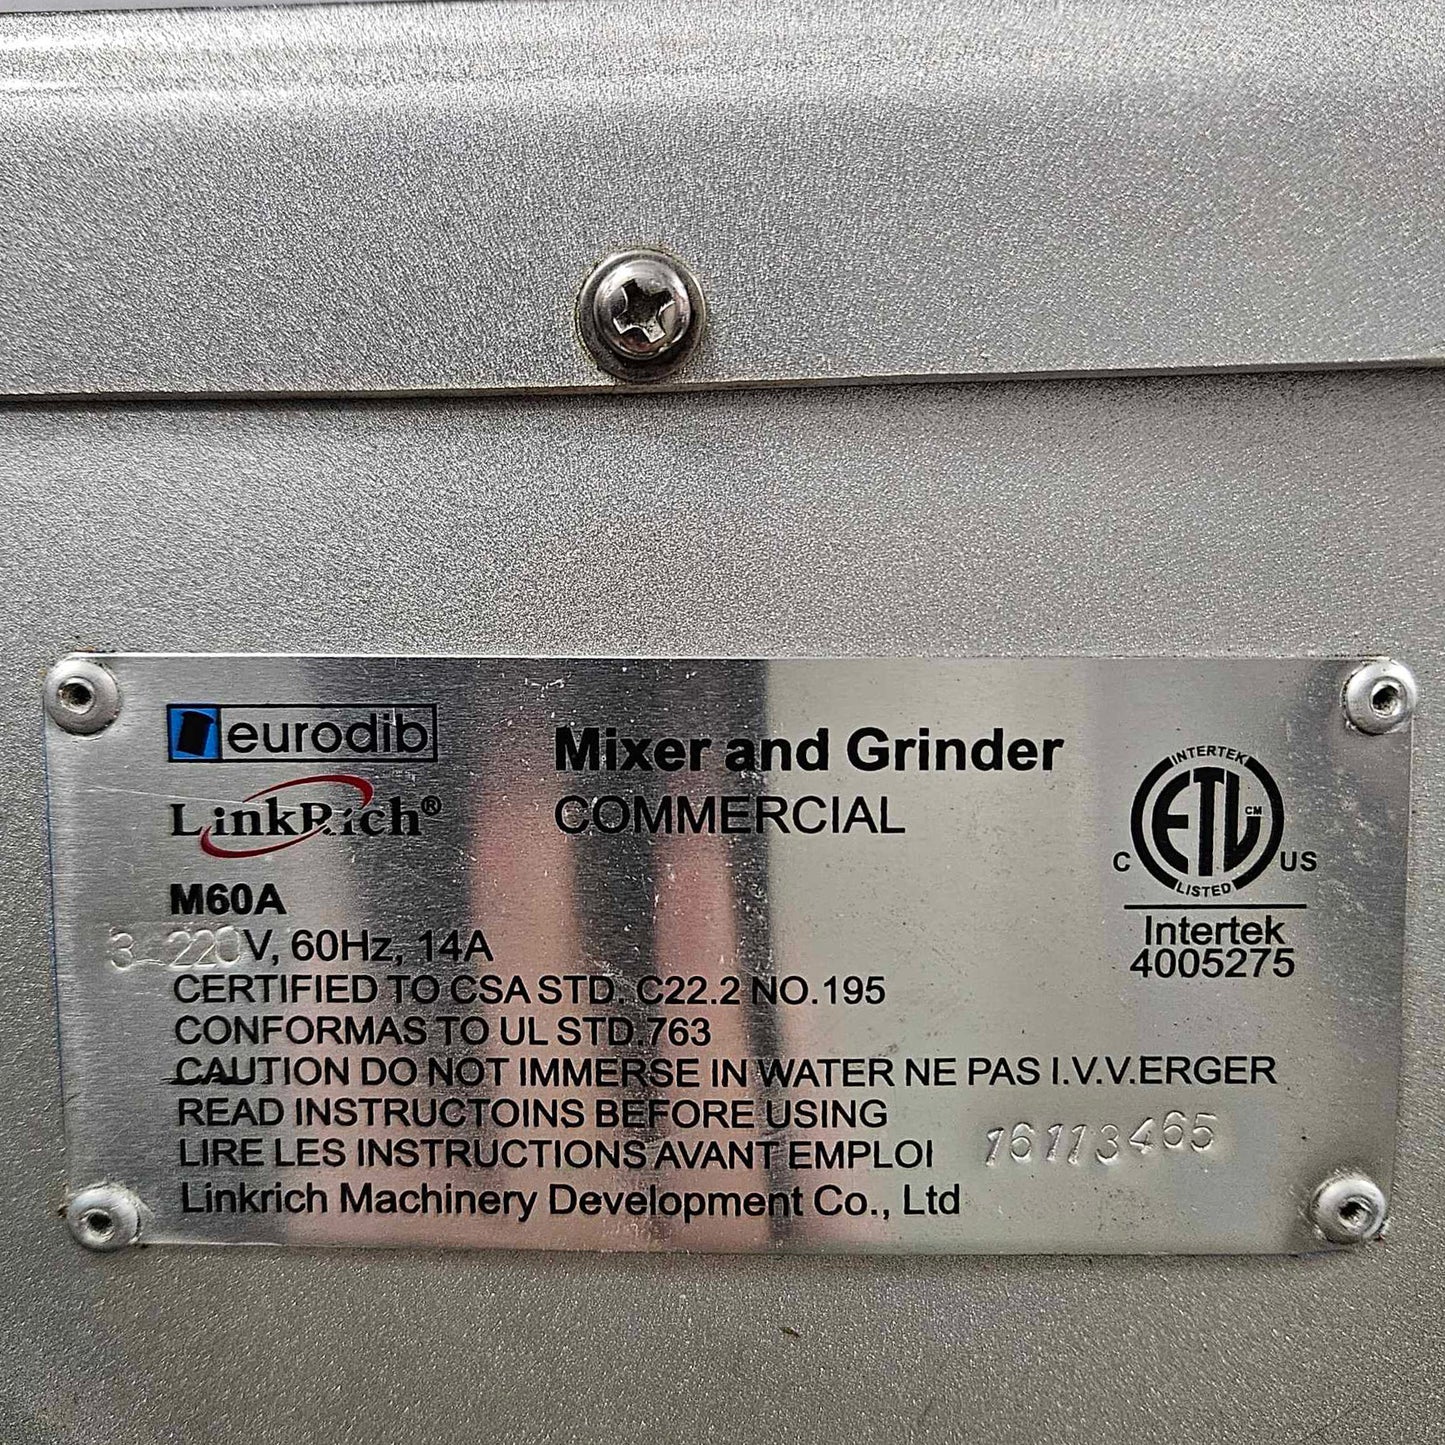 eurodib
LinkRich®
Mixer and Grinder
COMMERCIAL
INTERTEK
ETL CM
LISTED
C US
Intertek
4005275
M60A
3~220V, 60Hz, 14A
CERTIFIED TO CSA STD. C22.2 NO.195
CONFORMAS TO UL STD.763
CAUTION DO NOT IMMERSE IN WATER NE PAS I.V.V.ERGER
READ INSTRUCTOINS BEFORE USING
LIRE LES INSTRUCTIONS AVANT EMPLOI
16113465
Linkrich Machinery Development Co., Ltd